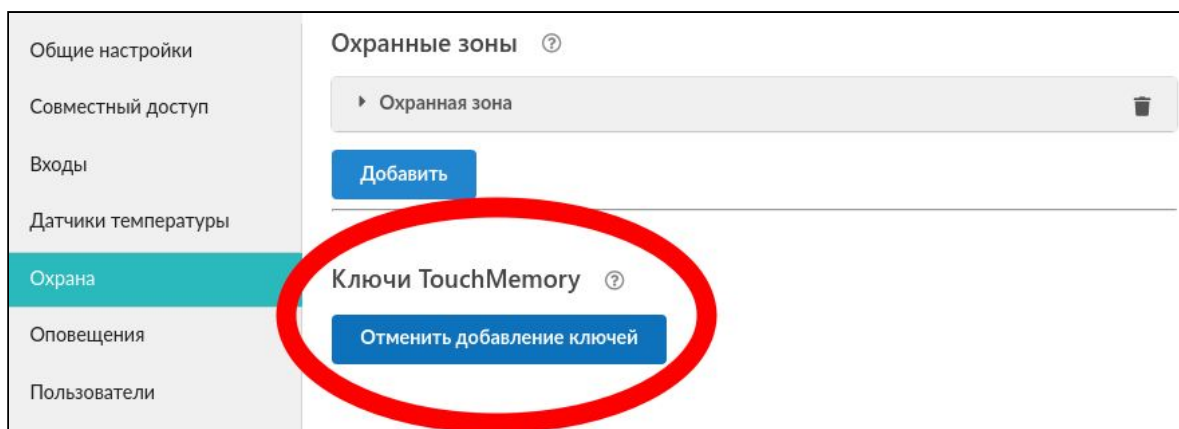 Общие настройки
Совместный доступ
Входы
Датчики температуры
Охрана
Оповещения
Пользователи
Охранные зоны
Охранная зона
Добавить
Ключи TouchMemory
Отменить добавление ключей